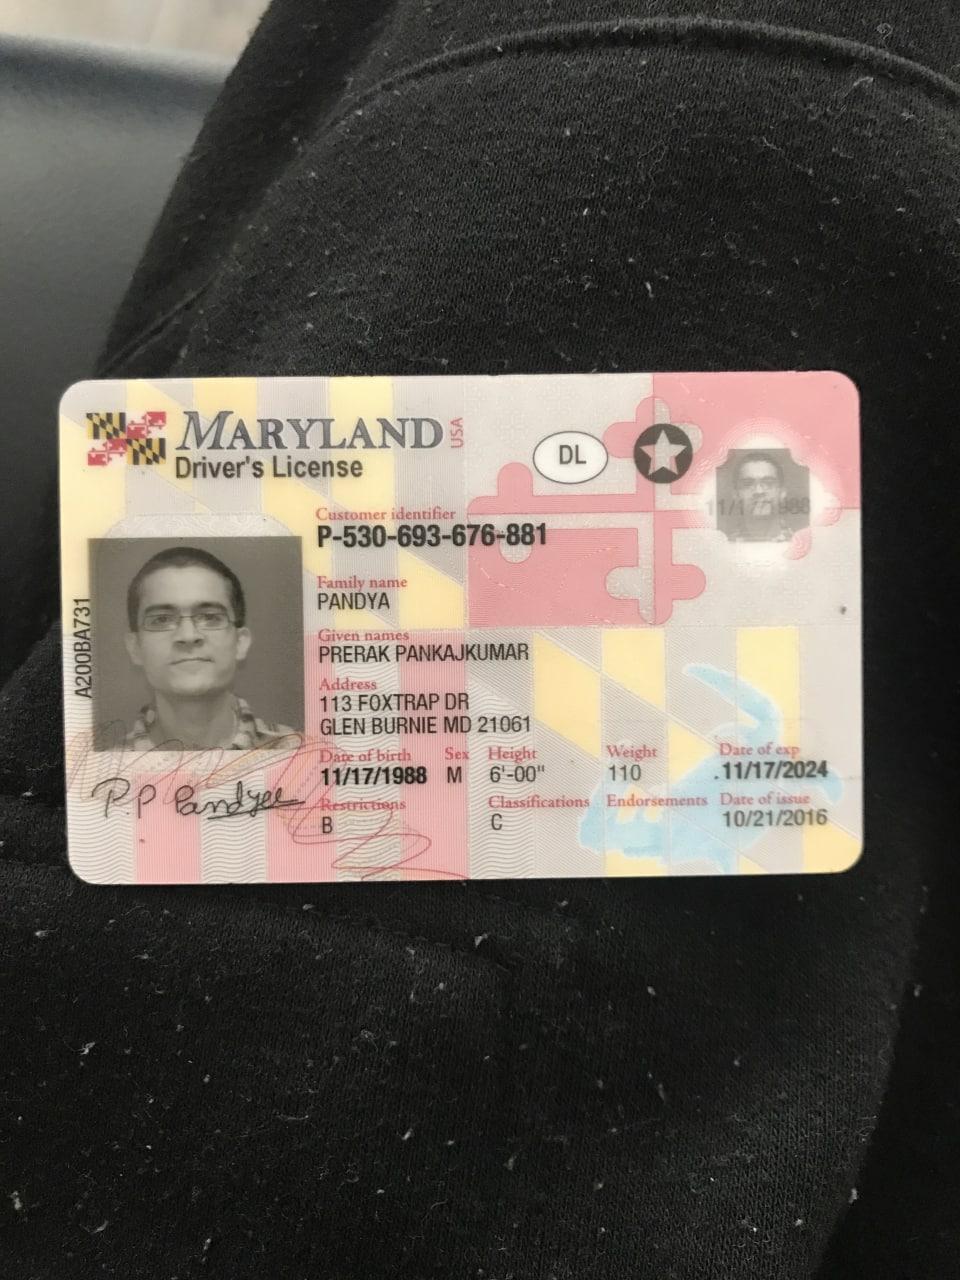 MARYLAND USA
Driver's License
DL
11/17/1988
Customer identifier
P-530-693-676-881
Family name
PANDYA
Given names
PRERAK PANKAJKUMAR
Address
113 FOXTRAP DR
GLEN BURNIE MD 21061
Date of birth Sex Height Weight Date of exp
11/17/1988 M 6'-00" 110 11/17/2024
Restrictions Classifications Endorsements Date of issue
B C 10/21/2016
A200BA731
P.P Pandya